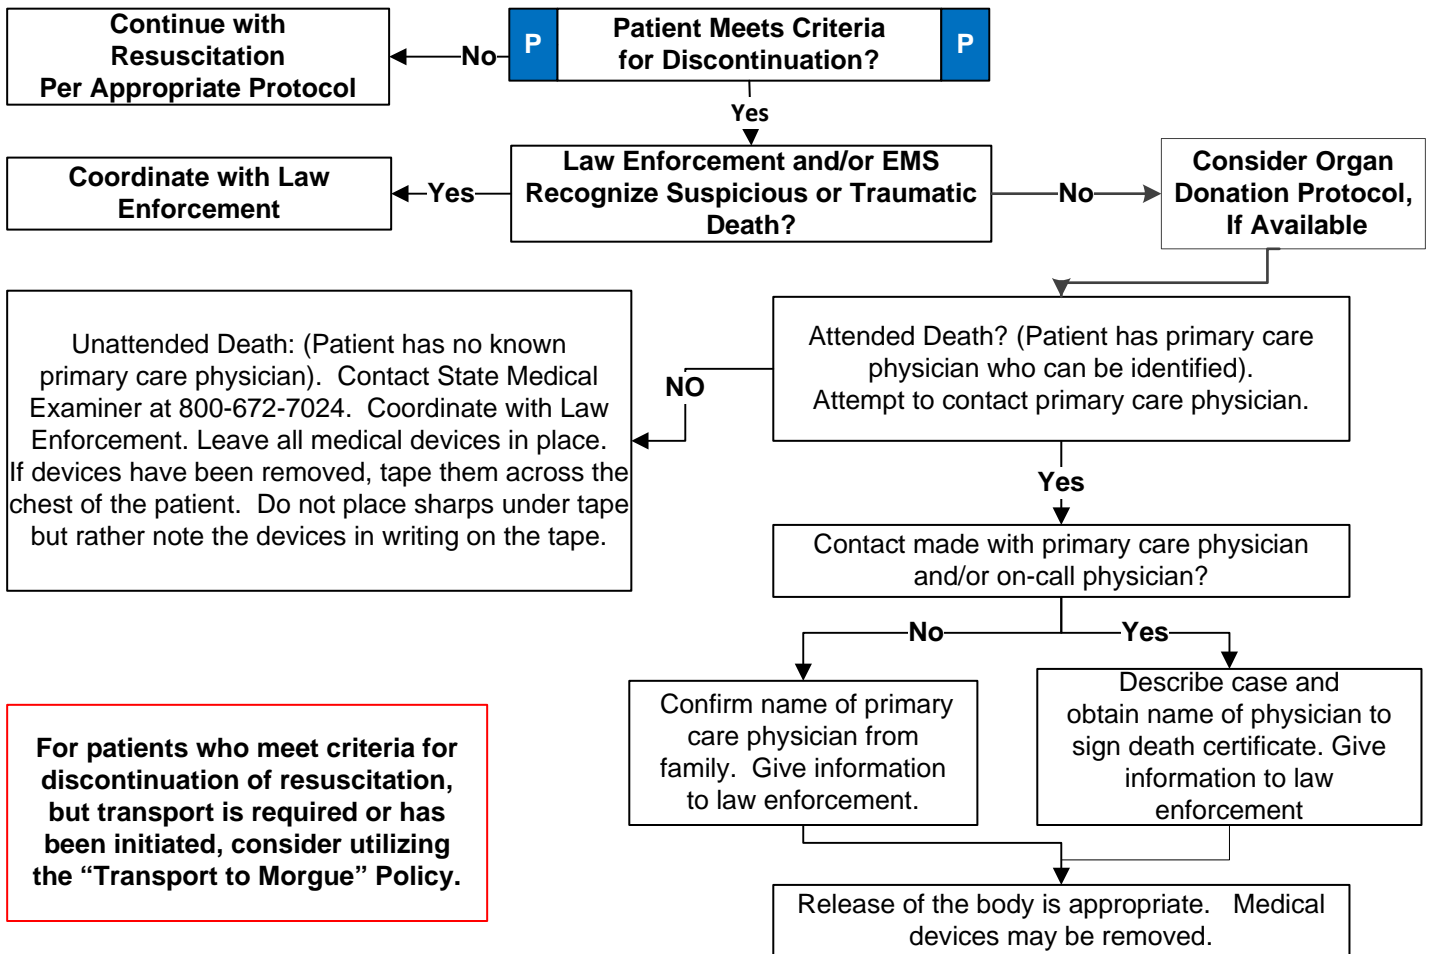 Continue with
Resuscitation
Per Appropriate Protocol
No
P
Patient Meets Criteria
for Discontinuation?
P
Yes
Coordinate with Law
Enforcement
Yes
Law Enforcement and/or EMS
Recognize Suspicious or Traumatic
Death?
No
Consider Organ
Donation Protocol,
If Available
Unattended Death: (Patient has no known
primary care physician). Contact State Medical
Examiner at 800-672-7024. Coordinate with Law
Enforcement. Leave all medical devices in place.
If devices have been removed, tape them across the
chest of the patient. Do not place sharps under tape
but rather note the devices in writing on the tape.
NO
Attended Death? (Patient has primary care
physician who can be identified).
Attempt to contact primary care physician.
Yes
Contact made with primary care physician
and/or on-call physician?
No
Yes
Confirm name of primary
care physician from
family. Give information
to law enforcement.
Describe case and
obtain name of physician to
sign death certificate. Give
information to law
enforcement
For patients who meet criteria for
discontinuation of resuscitation,
but transport is required or has
been initiated, consider utilizing
the “Transport to Morgue” Policy.
Release of the body is appropriate. Medical
devices may be removed.